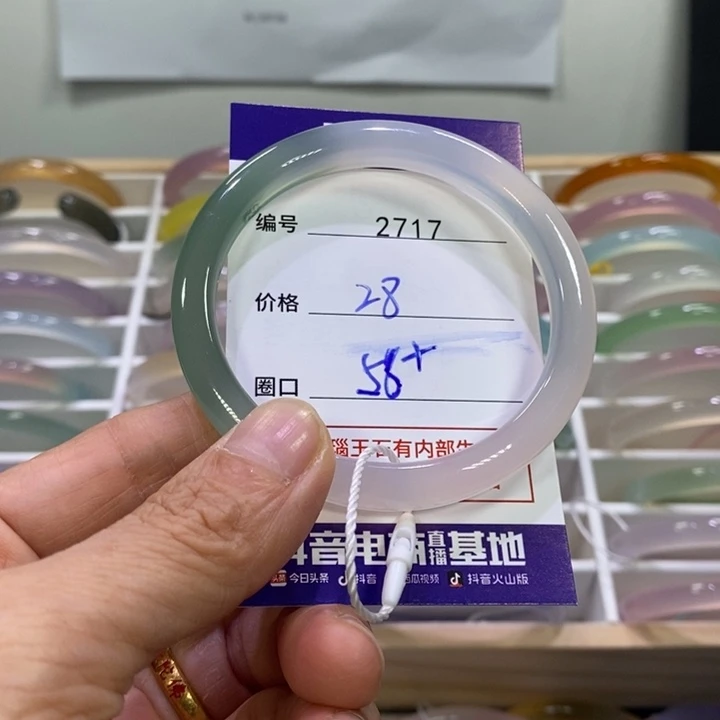 编号 2717
价格 28
圈口 58+
瑙王石有内部
抖音电商直播基地
今日头条 抖音 西瓜视频 抖音火山版